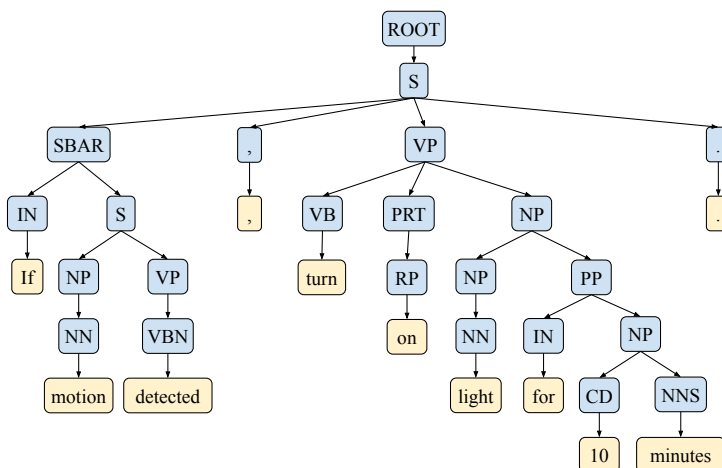 ROOT
S
SBAR , VP .
IN S , VB PRT NP .
If NP VP turn RP NP PP
NN VBN on NN IN NP
motion detected light for CD NNS
10 minutes